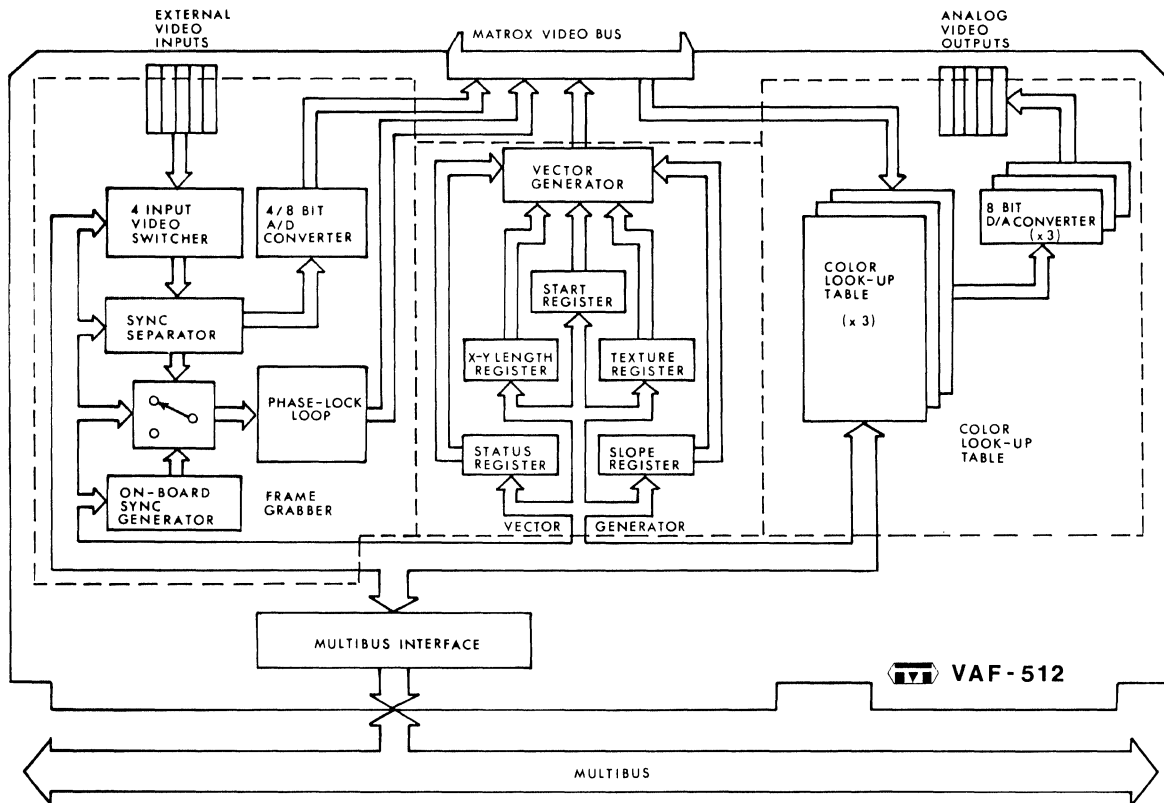 EXTERNAL
VIDEO
INPUTS
MATROX VIDEO BUS
ANALOG
VIDEO
OUTPUTS
4 INPUT
VIDEO
SWITCHER
4/8 BIT
A/D
CONVERTER
VECTOR
GENERATOR
8 BIT
D/A CONVERTER
(x3)
START
REGISTER
COLOR
LOOK-UP
TABLE
(x3)
SYNC
SEPARATOR
X-Y LENGTH
REGISTER
TEXTURE
REGISTER
PHASE-LOCK
LOOP
STATUS
REGISTER
SLOPE
REGISTER
COLOR
LOOK-UP
TABLE
ON-BOARD
SYNC
GENERATOR
FRAME
GRABBER
VECTOR GENERATOR
MULTIBUS INTERFACE
VAF-512
MULTIBUS